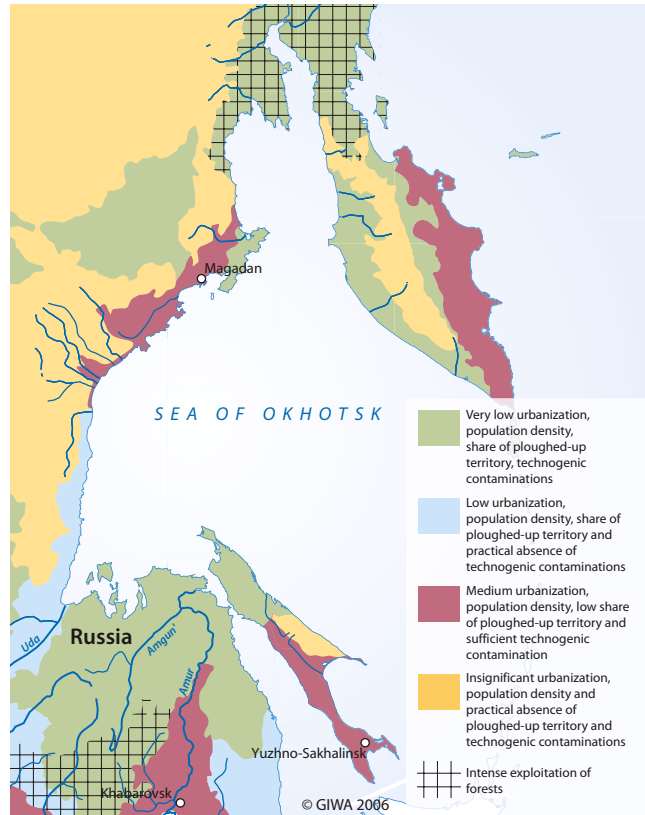 Magadan
SEA OF OKHOTSK
Very low urbanization,
population density,
share of ploughed-up
territory, technogenic
contaminations
Low urbanization,
population density, share of
ploughed-up territory and
practical absence of
technogenic contaminations
Medium urbanization,
population density, low share
of ploughed-up territory and
sufficient technogenic
contamination
Insignificant urbanization,
population density and
practical absence of
ploughed-up territory and
technogenic contaminations
Intense exploitation of
forests
Uda
Russia
Amgun'
Amur
Yuzhno-Sakhalinsk
Khabarovsk
© GIWA 2006